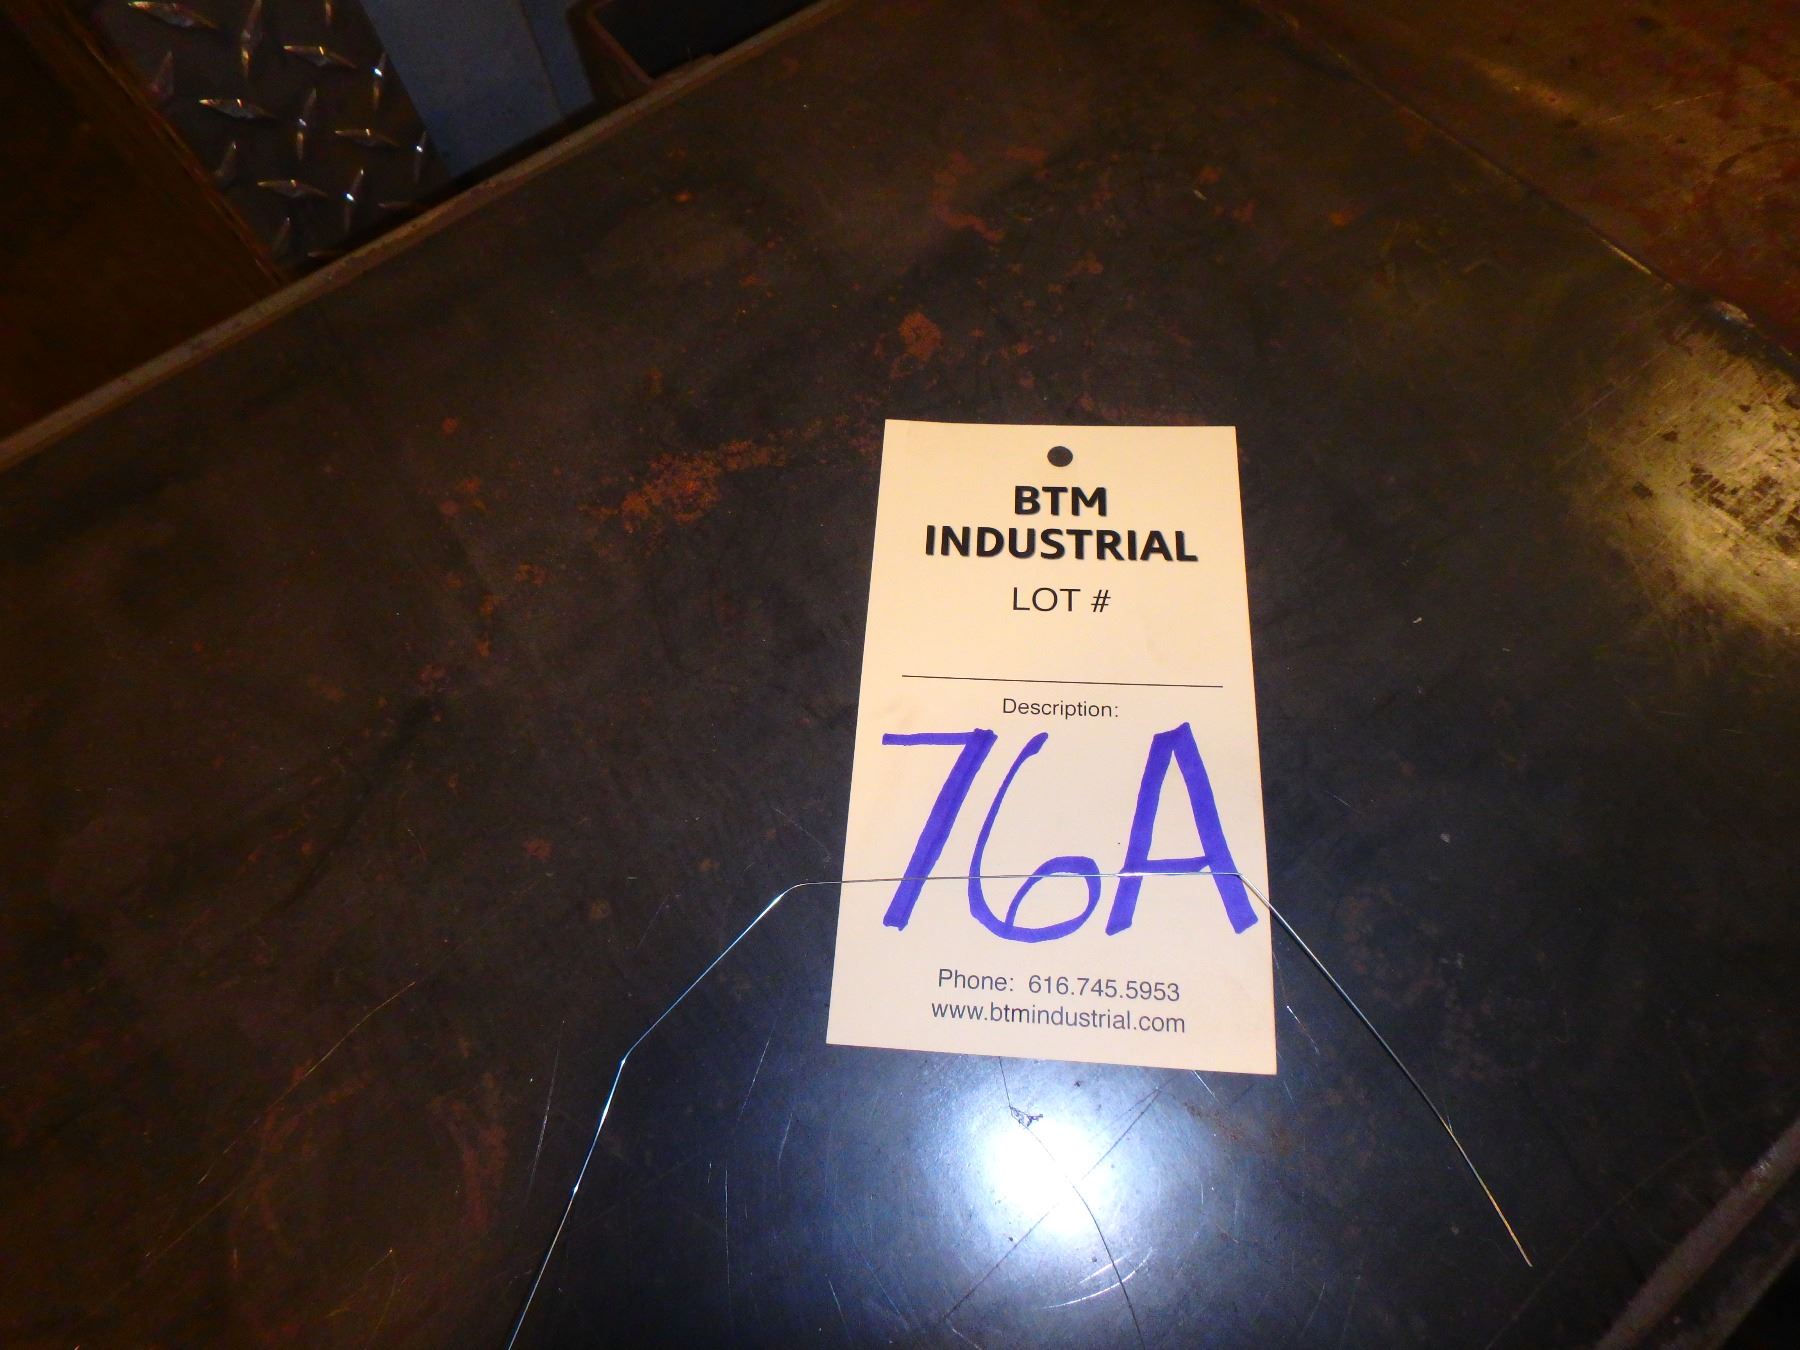 BTM
INDUSTRIAL
LOT #
Description:
76A
Phone: 616.745.5953
www.btmindustrial.com